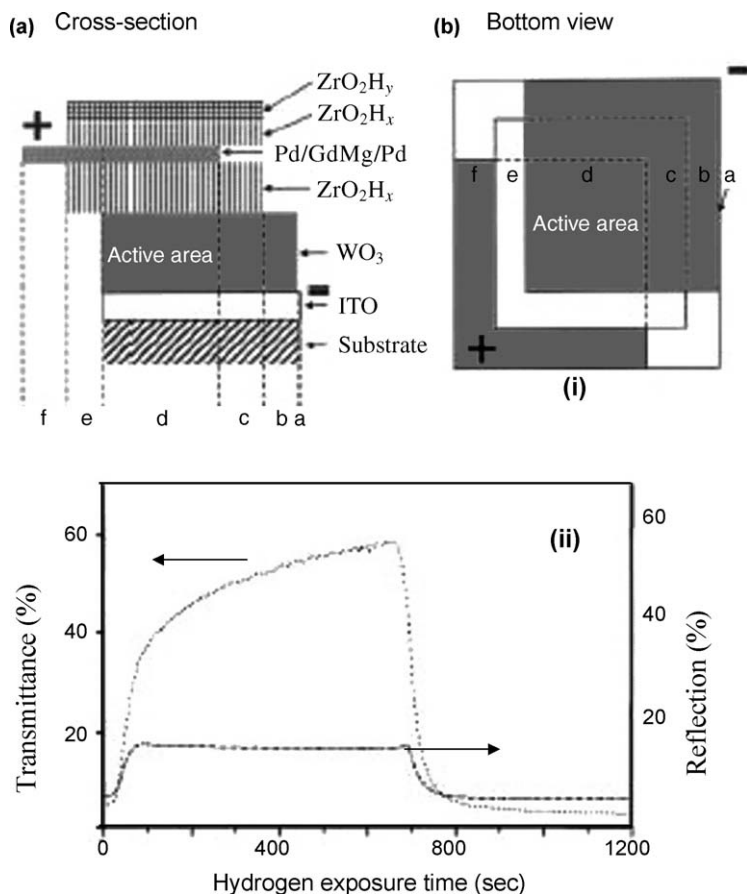 (a) Cross-section
ZrO₂Hᵧ
ZrO₂Hₓ
+
Pd/GdMg/Pd
ZrO₂Hₓ
Active area
WO₃
−
ITO
Substrate
f e d c b a
(b) Bottom view
−
f e d c b a
Active area
+
(i)
(ii)
Transmittance (%)
60
40
20
Reflection (%)
60
40
20
0 400 800 1200
Hydrogen exposure time (sec)